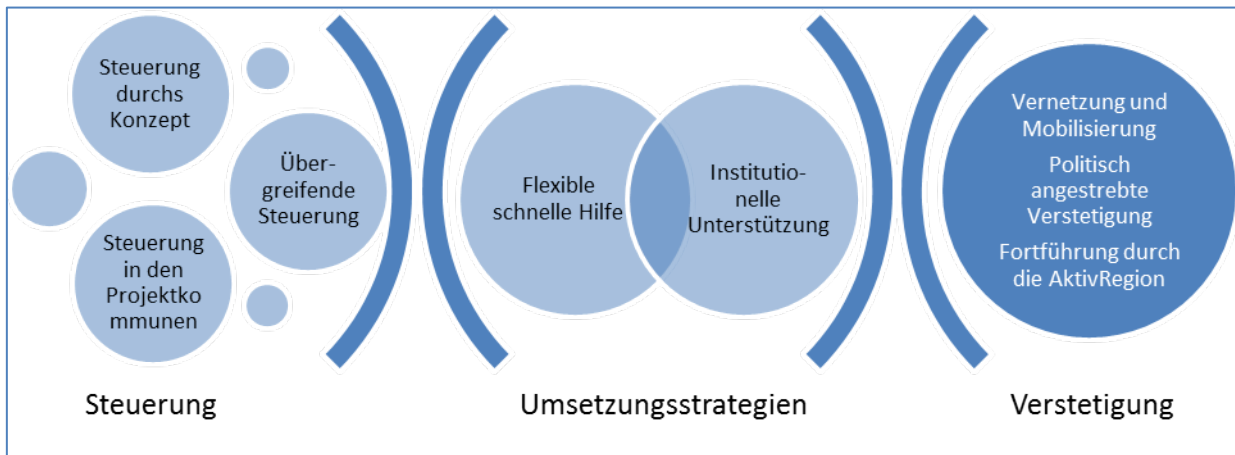 Steuerung
durchs
Konzept
Über-
greifende
Steuerung
Steuerung
in den
Projektko
mmunen
Steuerung
Flexible
schnelle Hilfe
Institutio-
nelle
Unterstützung
Umsetzungsstrategien
Vernetzung und
Mobilisierung
Politisch
angestrebte
Verstetigung
Fortführung durch
die AktivRegion
Verstetigung